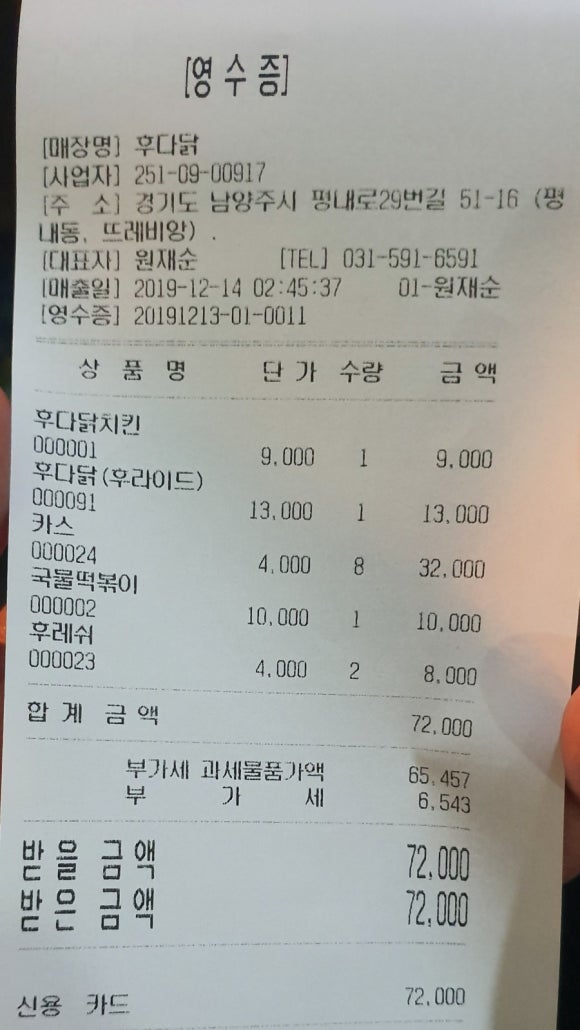 [영 수 증]
[매장명] 후다닭
[사업자] 251-09-00917
[주 소] 경기도 남양주시 평내로29번길 51-16 (평
내동, 뜨레비앙) .
[대표자] 원재순 [TEL] 031-591-6591
[매출일] 2019-12-14 02:45:37 01-원재순
[영수증] 20191213-01-0011
상 품 명 단 가 수량 금 액
후다닭치킨
000001 9,000 1 9,000
후다닭(후라이드)
000091 13,000 1 13,000
카스
000024 4,000 8 32,000
국물떡볶이
000002 10,000 1 10,000
후레쉬
000023 4,000 2 8,000
합 계 금 액 72,000
부가세 과세물품가액 65,457
부 가 세 6,543
받 을 금 액 72,000
받 은 금 액 72,000
신용 카드 72,000